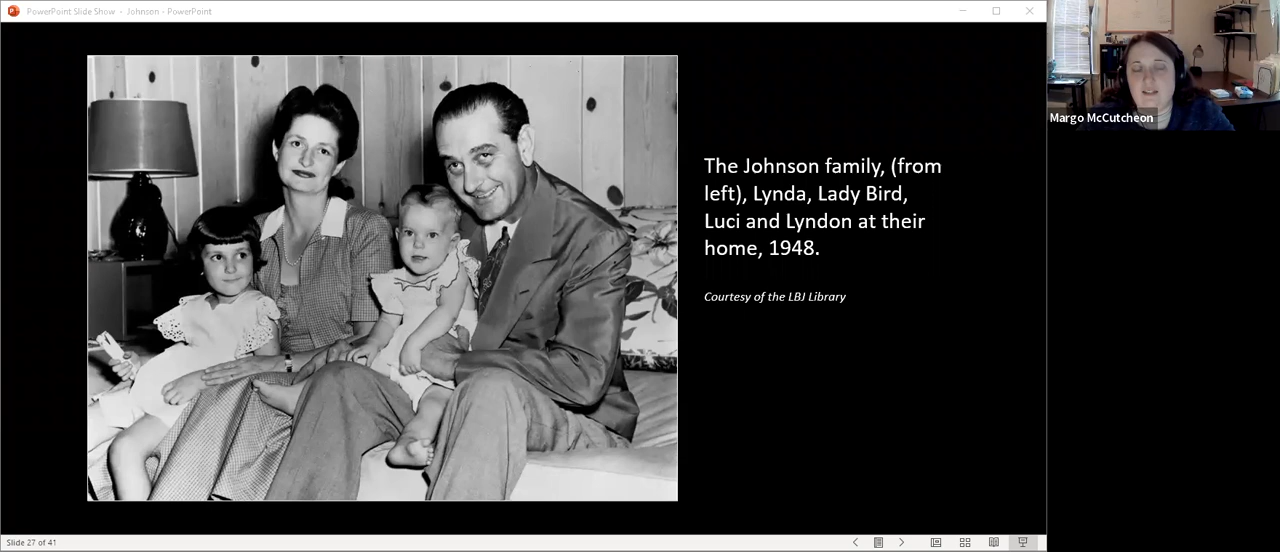 PowerPoint Slide Show - Johnson - PowerPoint
Margo McCutcheon
The Johnson family, (from
left), Lynda, Lady Bird,
Luci and Lyndon at their
home, 1948.
Courtesy of the LBJ Library
Slide 27 of 41